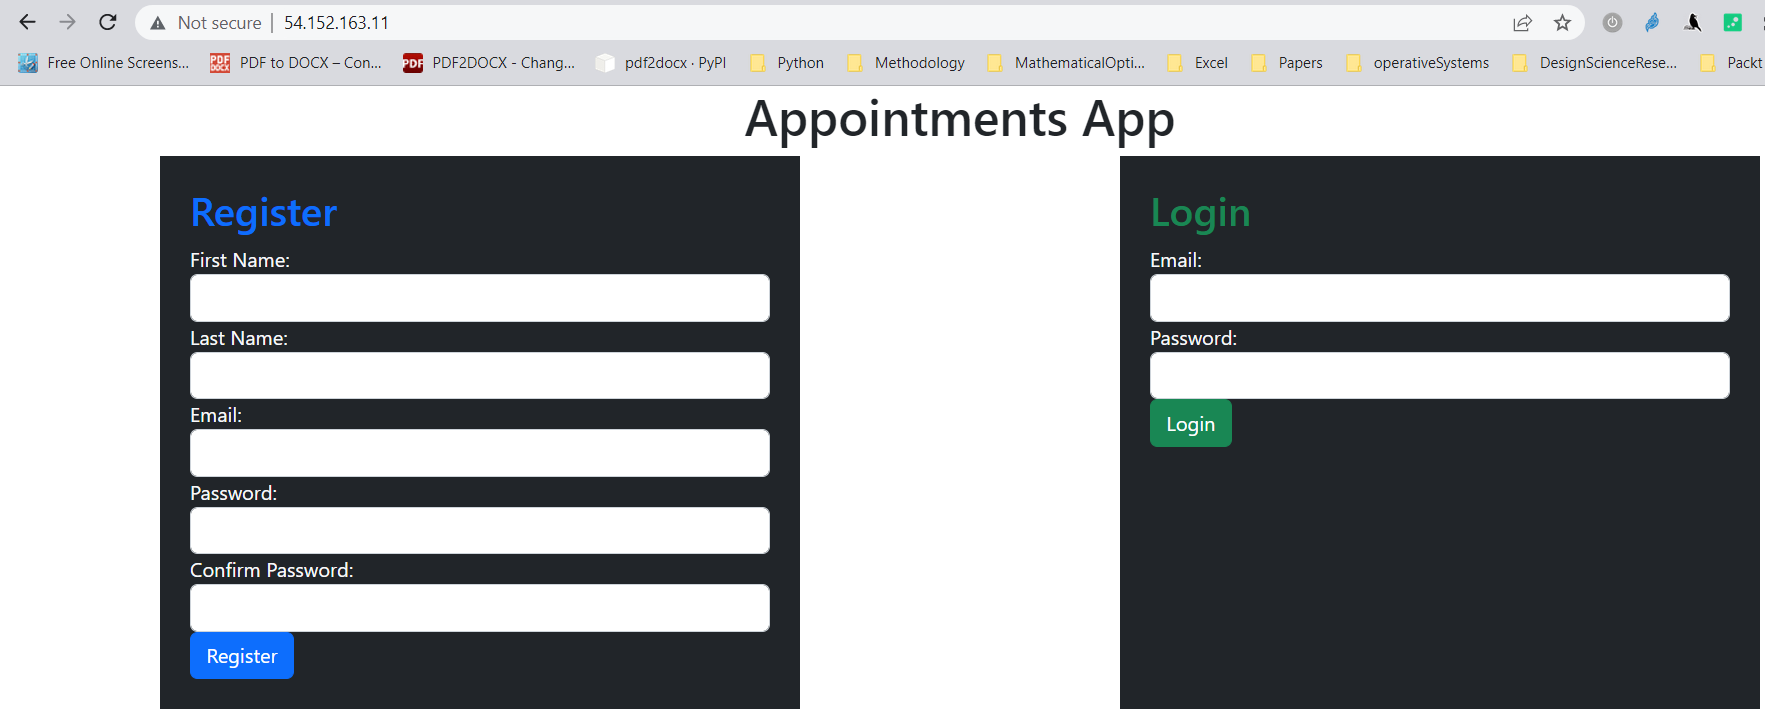 Not secure | 54.152.163.11
Free Online Screens... PDF to DOCX – Con... PDF2DOCX - Chang... pdf2docx · PyPI Python Methodology MathematicalOpti... Excel Papers operativeSystems DesignScienceRese... Packt
Appointments App
Register
First Name:
Last Name:
Email:
Password:
Confirm Password:
Register
Login
Email:
Password:
Login